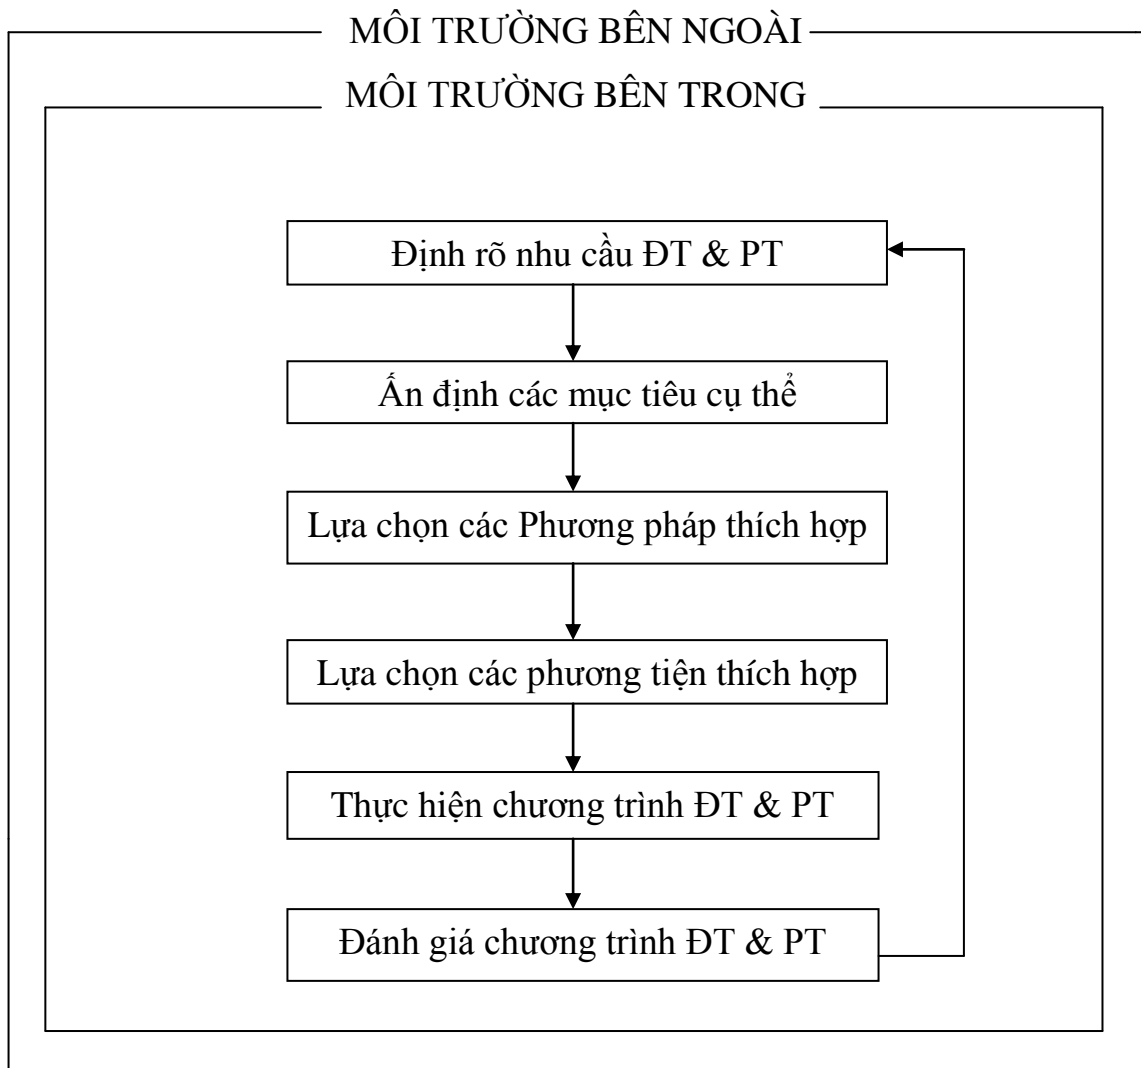 MÔI TRƯỜNG BÊN NGOÀI
MÔI TRƯỜNG BÊN TRONG
Định rõ nhu cầu ĐT & PT
Ấn định các mục tiêu cụ thể
Lựa chọn các Phương pháp thích hợp
Lựa chọn các phương tiện thích hợp
Thực hiện chương trình ĐT & PT
Đánh giá chương trình ĐT & PT